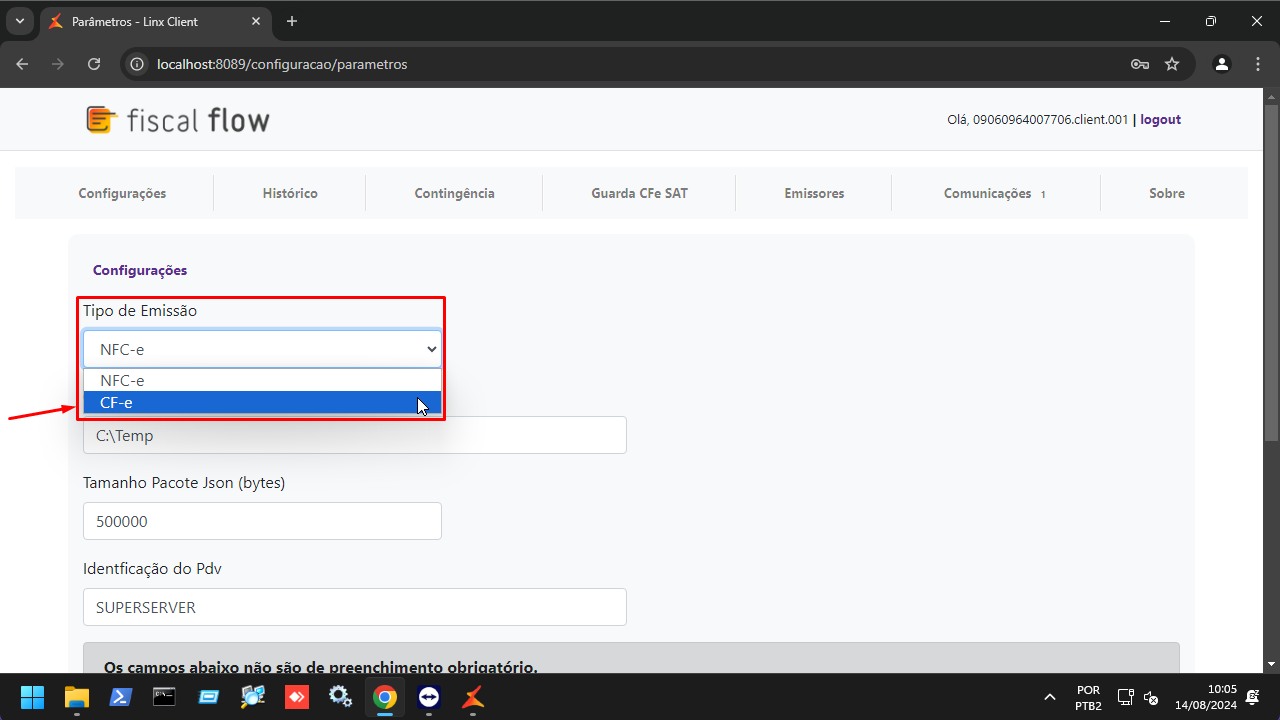 Parâmetros - Linx Client
localhost:8089/configuracao/parametros
fiscal flow
Olá, 09060964007706.client.001 | logout
Configurações Histórico Contingência Guarda CFe SAT Emissores Comunicações 1 Sobre
Configurações
Tipo de Emissão
NFC-e
NFC-e
CF-e
C:\Temp
Tamanho Pacote Json (bytes)
500000
Identficação do Pdv
SUPERSERVER
Os campos abaixo não são de preenchimento obrigatório.
POR
PTB2
10:05
14/08/2024